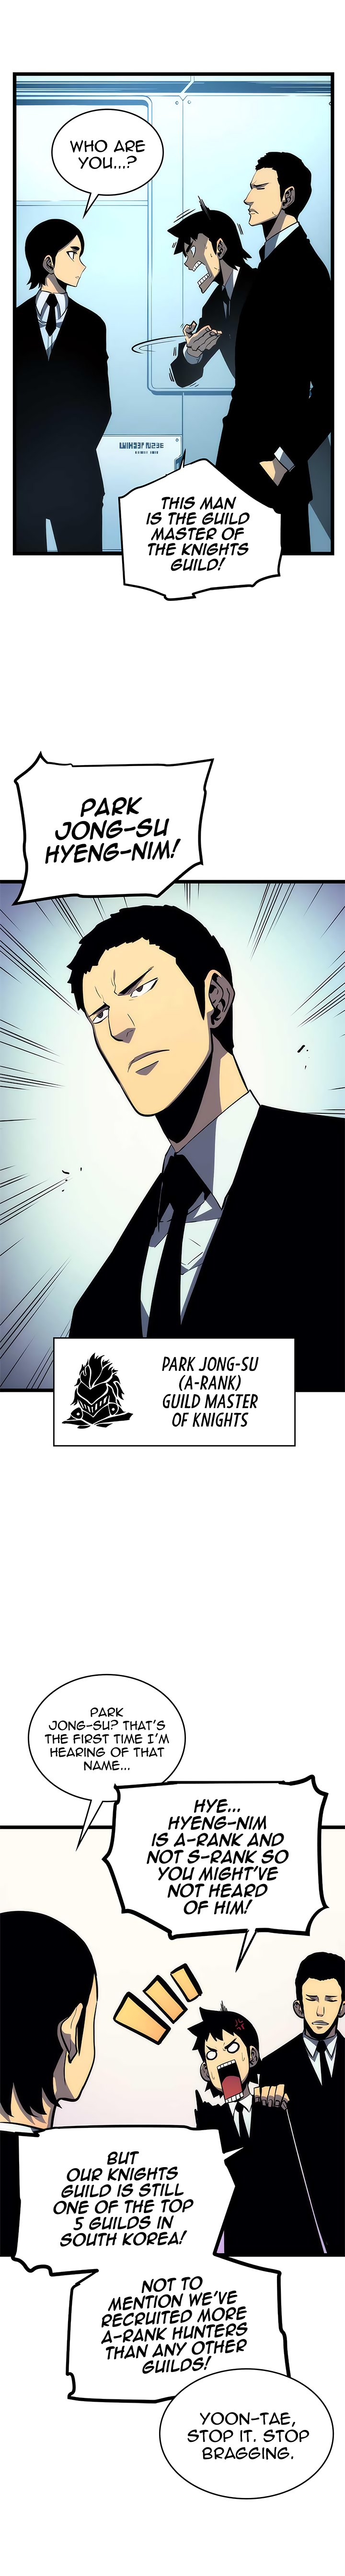 WHO ARE
YOU...?
THIS MAN
IS THE GUILD
MASTER OF
THE KNIGHTS
GUILD!
PARK
JONG-SU
HYENG-NIM!
PARK JONG-SU
(A-RANK)
GUILD MASTER
OF KNIGHTS
PARK
JONG-SU? THAT'S
THE FIRST TIME I'M
HEARING OF THAT
NAME...
HYE...
HYENG-NIM
IS A-RANK AND
NOT S-RANK SO
YOU MIGHT'VE
NOT HEARD
OF HIM!
BUT
OUR KNIGHTS
GUILD IS STILL
ONE OF THE TOP
5 GUILDS IN
SOUTH KOREA!
NOT TO
MENTION WE'VE
RECRUITED MORE
A-RANK HUNTERS
THAN ANY OTHER
GUILDS!
YOON-TAE,
STOP IT. STOP
BRAGGING.